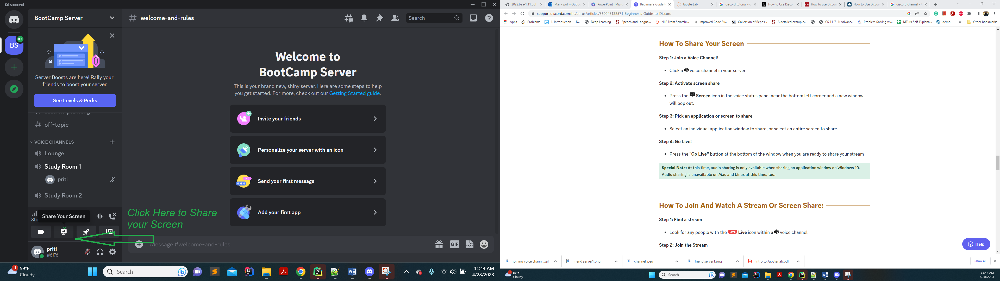 Discord
BootCamp Server
welcome-and-rules
Search
BS
Server Boosts are here! Rally your
friends to boost your server.
See Levels & Perks
session-planning
off-topic
VOICE CHANNELS
Lounge
Study Room 1
priti
Study Room 2
Share Your Screen
Stu
priti
#6176
Welcome to
BootCamp Server
This is your brand new, shiny server. Here are some steps to help
you get started. For more, check out our Getting Started guide.
Invite your friends
Personalize your server with an icon
Hi!
Send your first message
Add your first app
Click Here to Share
your Screen
Message #welcome-and-rules
GIF
1
59°F
Cloudy
Search
11:44 AM
4/28/2023
2022.bea-1.11.pdf
Mail - poli - Outloo
PowerPoint | Micro
Beginner's Guide to
JupyterLab
discord tutorial - G
How to Use Discor
How to use Discor
How to Use Discor
discord channel - G
support.discord.com/hc/en-us/articles/360045138571-Beginner-s-Guide-to-Discord
Apps
Problems
1. Introduction — D...
Deep Learning
Speech and Langua...
NLP From Scratch:...
Improved Code Su...
Collection of Repos...
A detailed example...
CS 11-711: Advanc...
Problem Solving wi...
MTurk Self-Explana...
demo
»
Other bookmarks
How To Share Your Screen
Step 1: Join a Voice Channel!
• Click a voice channel in your server
Step 2: Activate screen share
• Press the Screen icon in the voice status panel near the bottom left corner and a new window
will pop out.
Step 3: Pick an application or screen to share
• Select an individual application window to share, or select an entire screen to share.
Step 4: Go Live!
• Press the "Go Live" button at the bottom of the window when you are ready to share your stream
Special Note: At this time, audio sharing is only available when sharing an application window on Windows 10.
Audio sharing is unavailable on Mac and Linux at this time, too.
How To Join And Watch A Stream Or Screen Share:
Step 1: Find a stream
• Look for any people with the LIVE Live icon within a voice channel
Step 2: Join the Stream
Help
joining voice chann....gif
friend server1.png
channel.jpeg
friend server1.png
Intro to Jupyterlab.pdf
Show all
1
59°F
Cloudy
Search
11:44 AM
4/28/2023